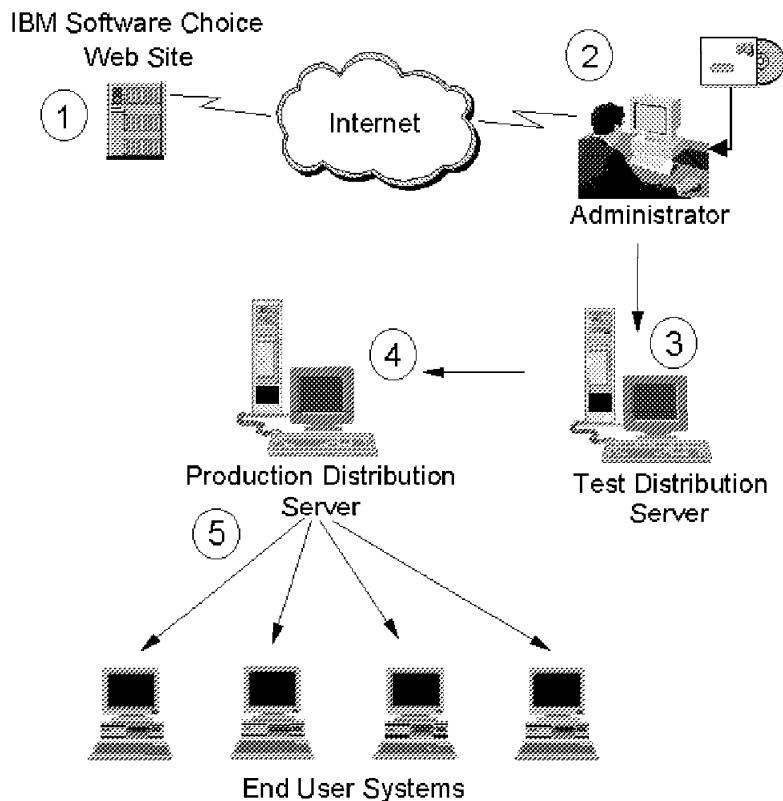 IBM Software Choice
Web Site
1
Internet
2
Administrator
3
4
Production Distribution
Server
Test Distribution
Server
5
End User Systems